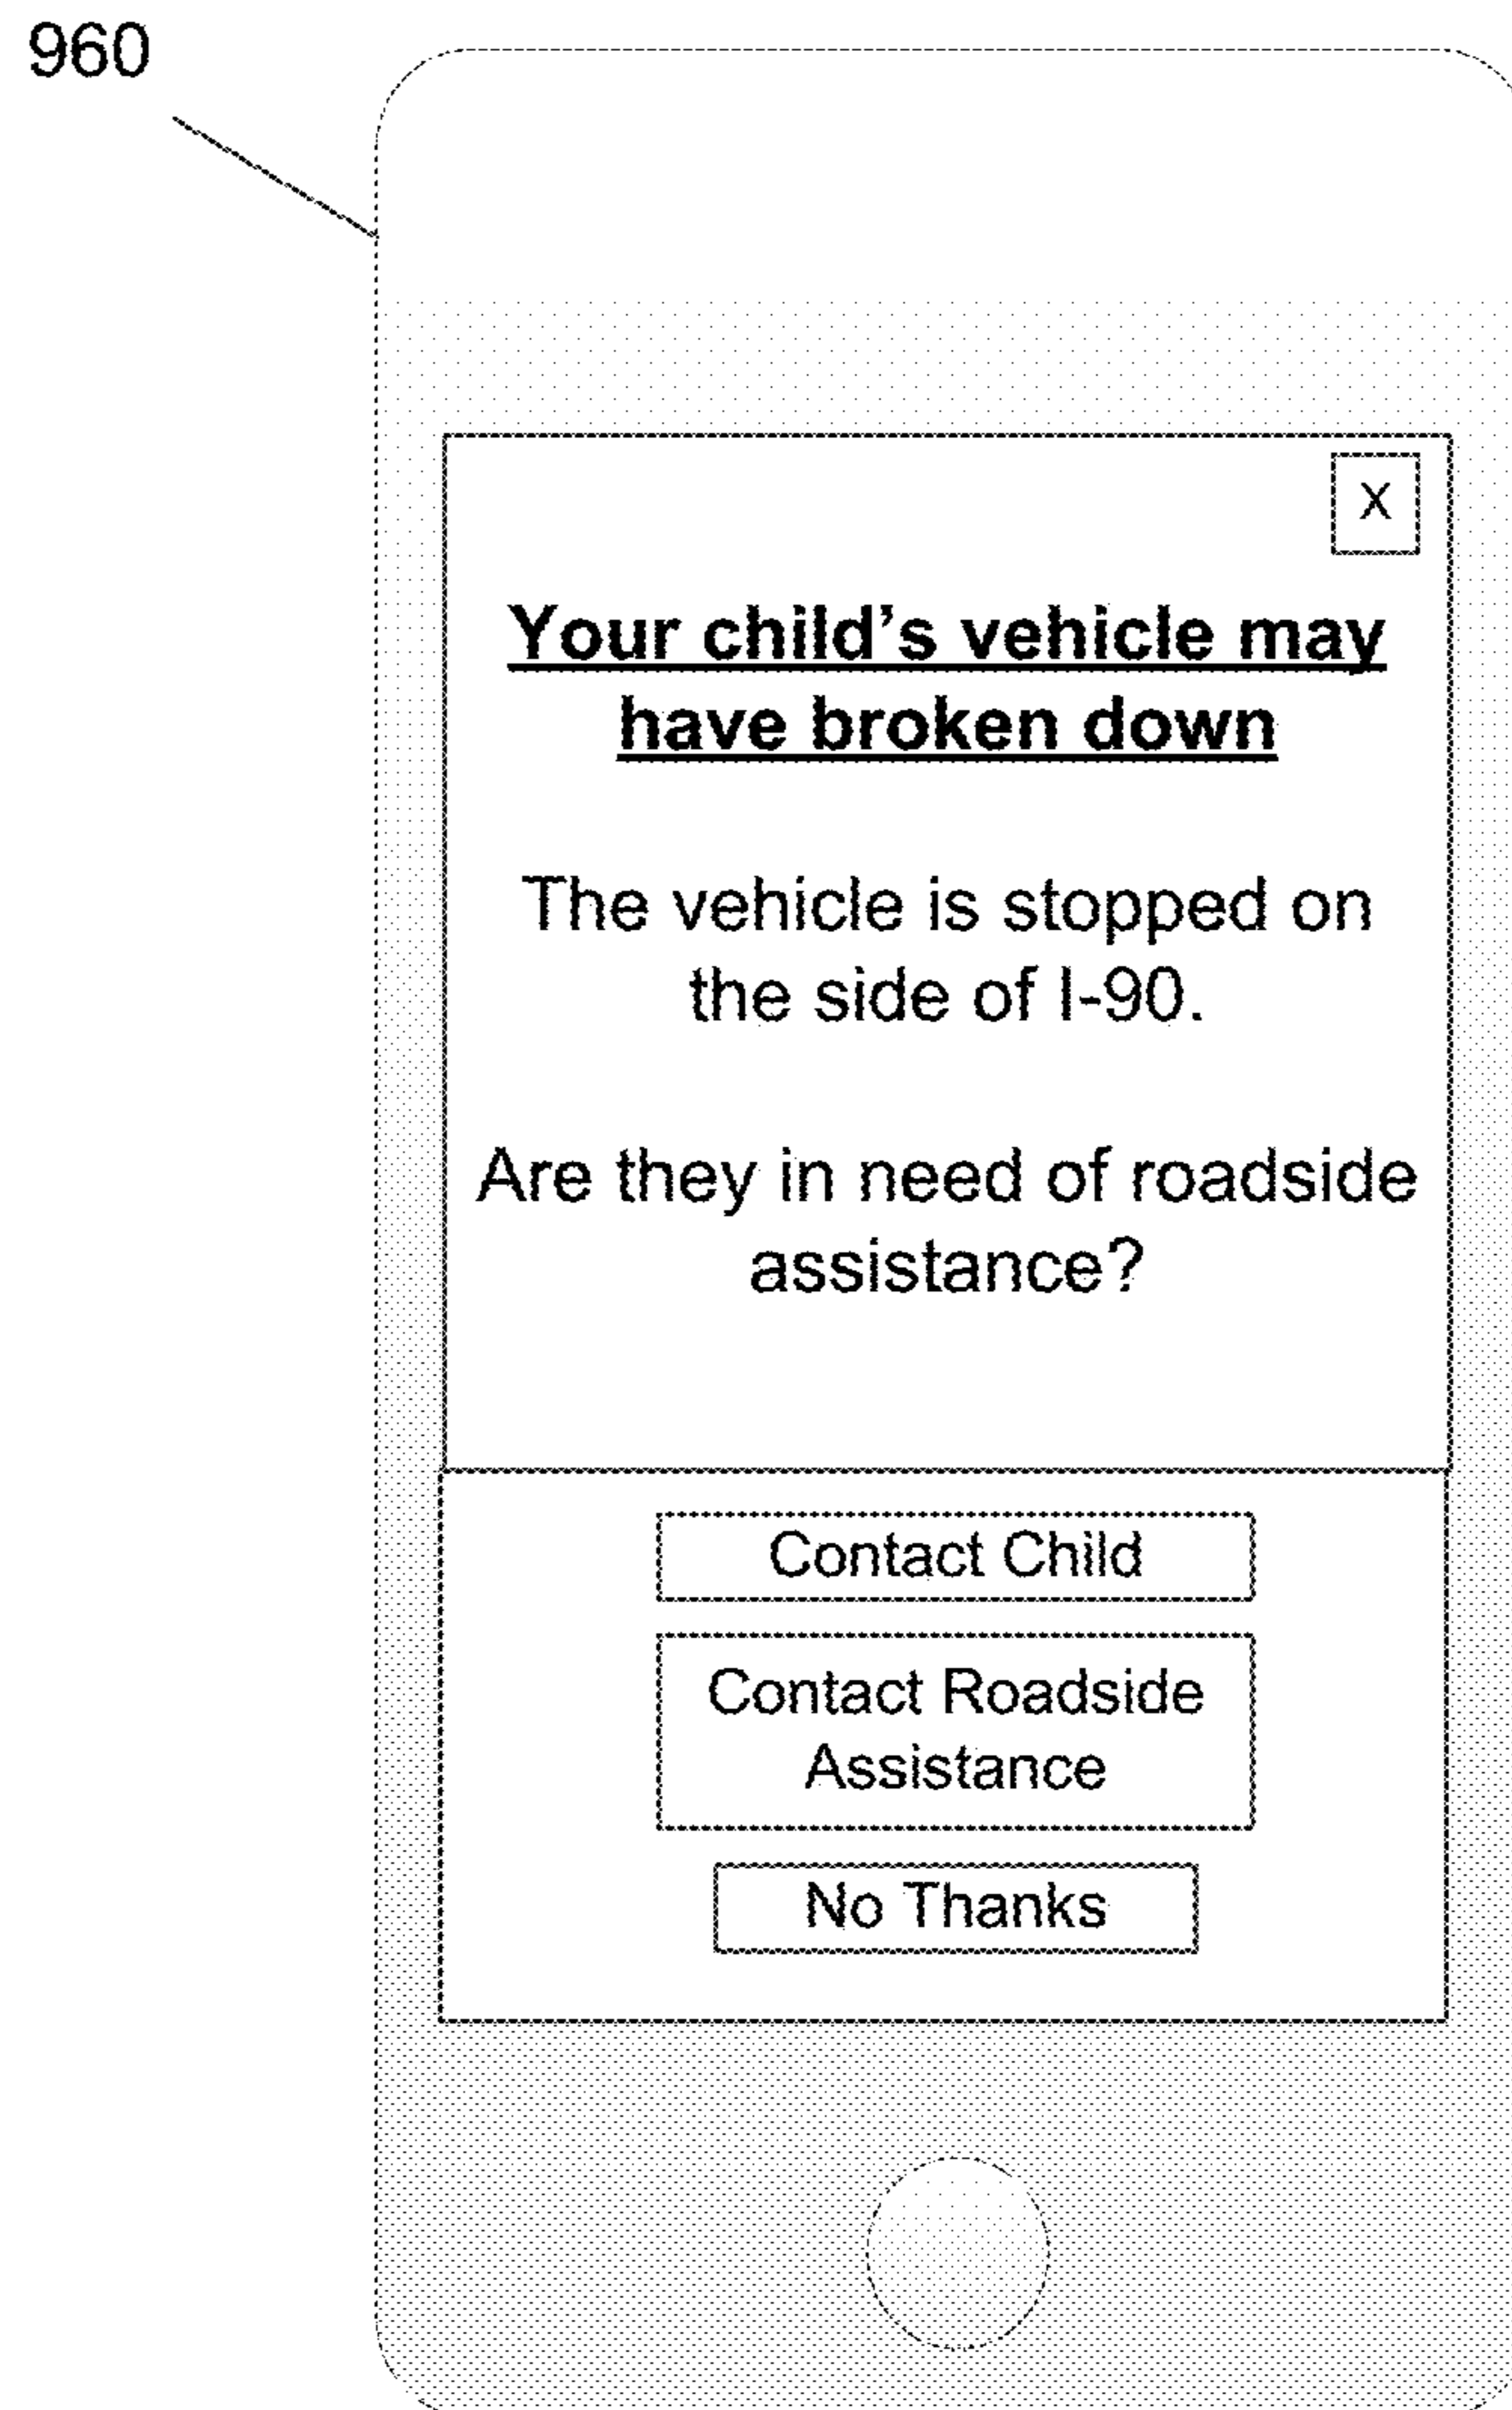 960
X
Your child's vehicle may
have broken down
The vehicle is stopped on
the side of I-90.
Are they in need of roadside
assistance?
Contact Child
Contact Roadside
Assistance
No Thanks